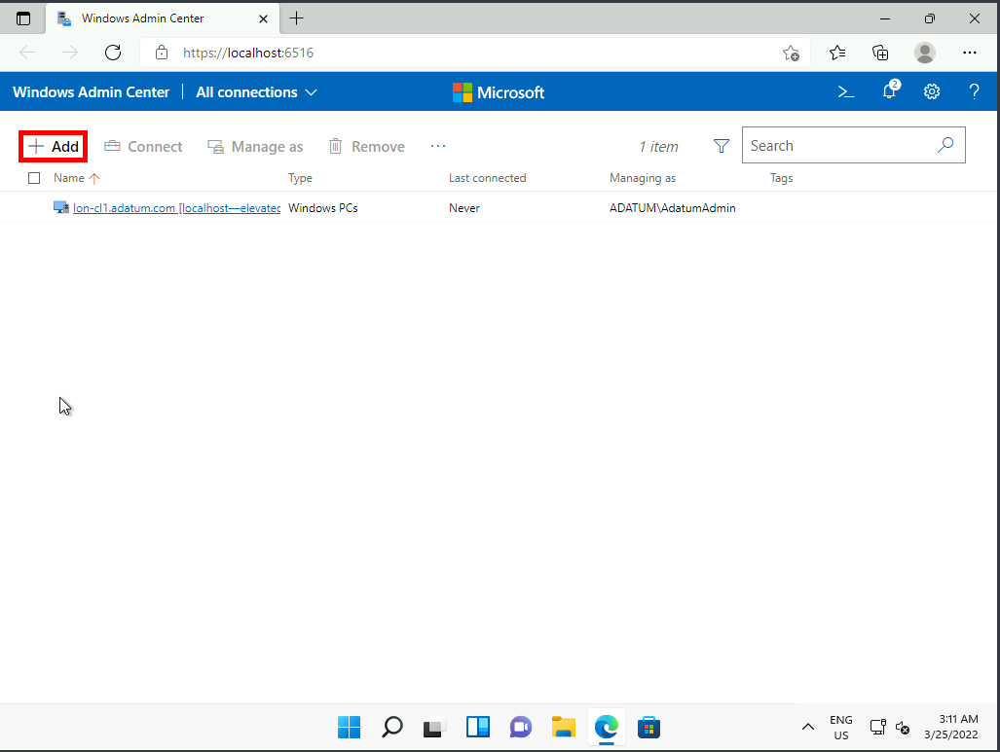 Windows Admin Center
https://localhost:6516
Windows Admin Center All connections Microsoft 2 ?
Add Connect Manage as Remove ... 1 item Search
Name Type Last connected Managing as Tags
lon-cl1.adatum.com [localhost—elevated Windows PCs Never ADATUM\AdatumAdmin
ENG 3:11 AM
US 3/25/2022